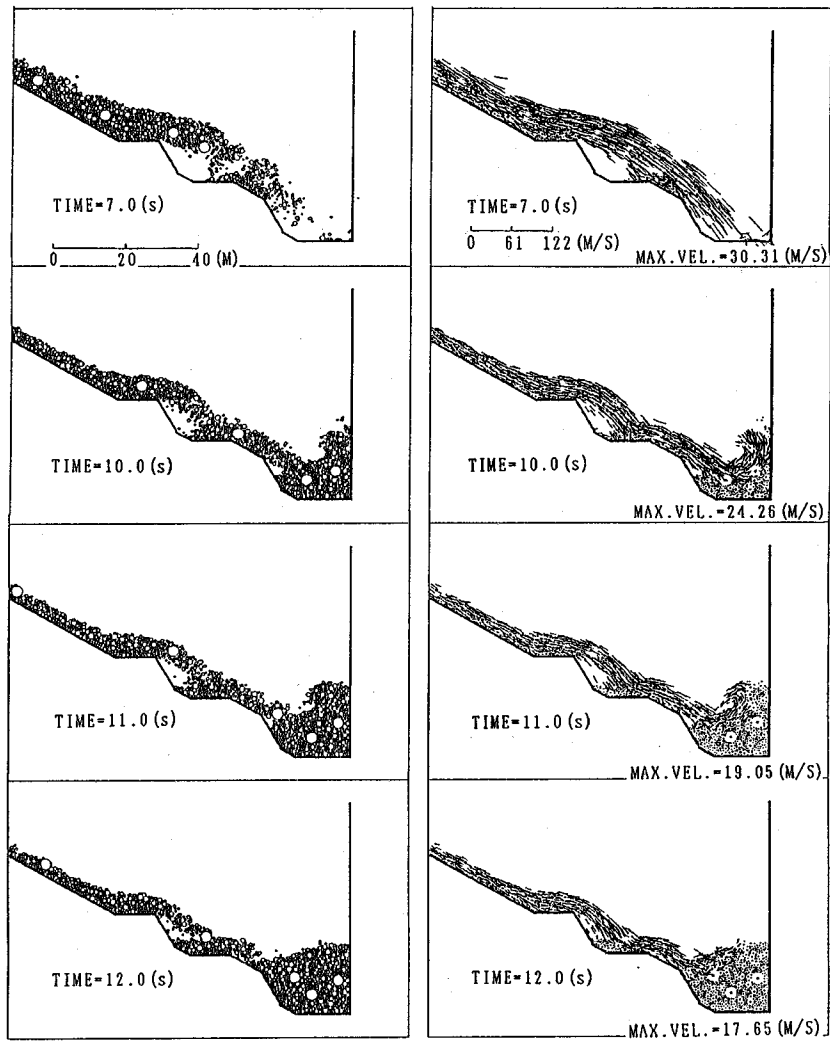 TIME=7.0(s)
0 20 40(M)
TIME=7.0(s)
0 61 122(M/S)
MAX.VEL.=30.31(M/S)
TIME=10.0(s)
TIME=10.0(s)
MAX.VEL.=24.26(M/S)
TIME=11.0(s)
TIME=11.0(s)
MAX.VEL.=19.05(M/S)
TIME=12.0(s)
TIME=12.0(s)
MAX.VEL.=17.65(M/S)